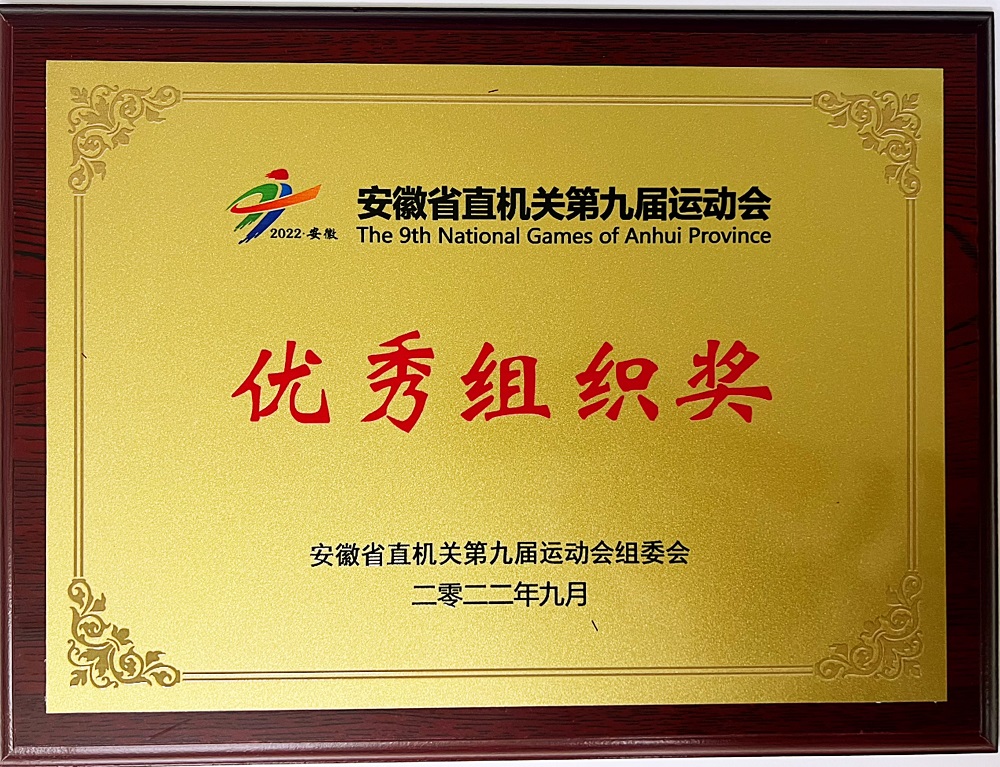 安徽省直机关第九届运动会
The 9th National Games of Anhui Province
2022·安徽
优秀组织奖
安徽省直机关第九届运动会组委会
二零二二年九月